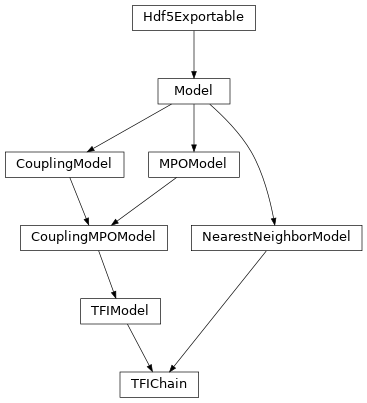 Hdf5Exportable
Model
CouplingModel
MPOModel
CouplingMPOModel
NearestNeighborModel
TFIModel
TFIChain